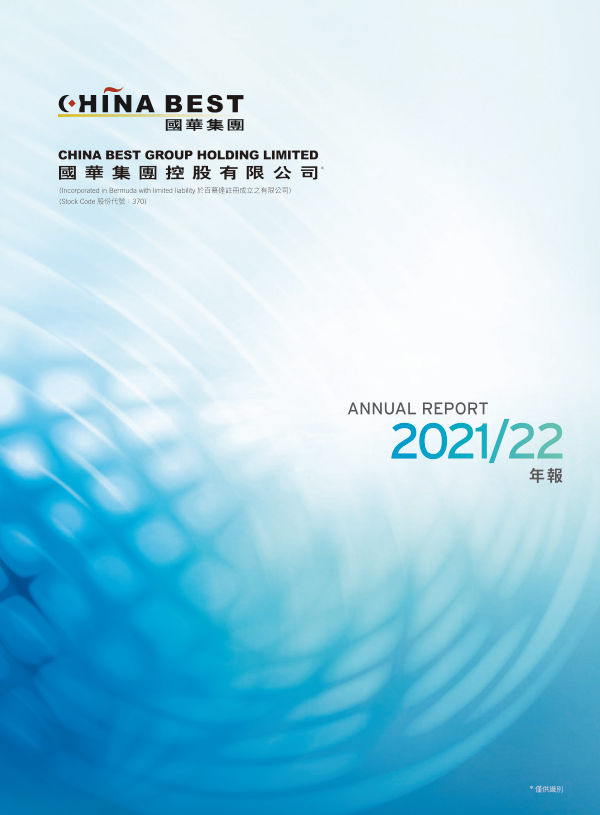 CHINA BEST
國華集團
CHINA BEST GROUP HOLDING LIMITED
國華集團控股有限公司*
(Incorporated in Bermuda with limited liability 於百慕達註冊成立之有限公司)
(Stock Code 股份代號：370)
ANNUAL REPORT
2021/22
年報
* 僅供識別